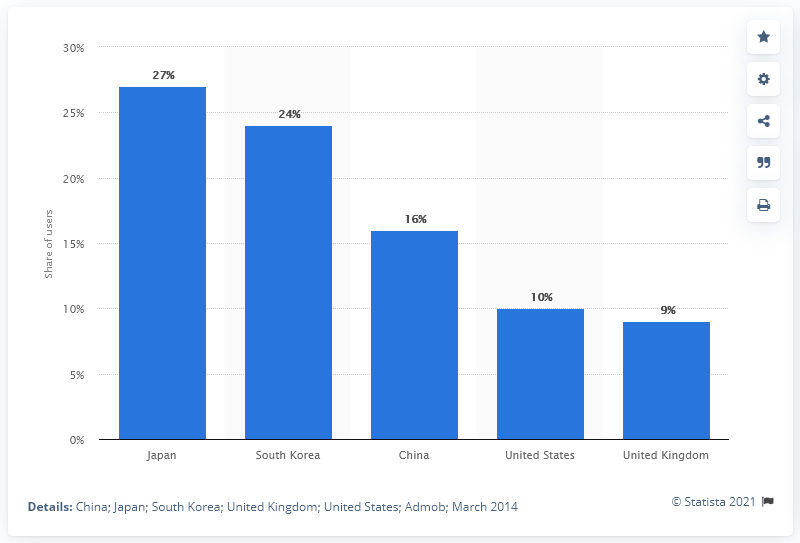 30%
27%
25%
24%
20%
16%
15%
10%
10%
9%
5%
0%
Share of users
Japan
South Korea
China
United States
United Kingdom
Details: China; Japan; South Korea; United Kingdom; United States; Admob; March 2014
© Statista 2021